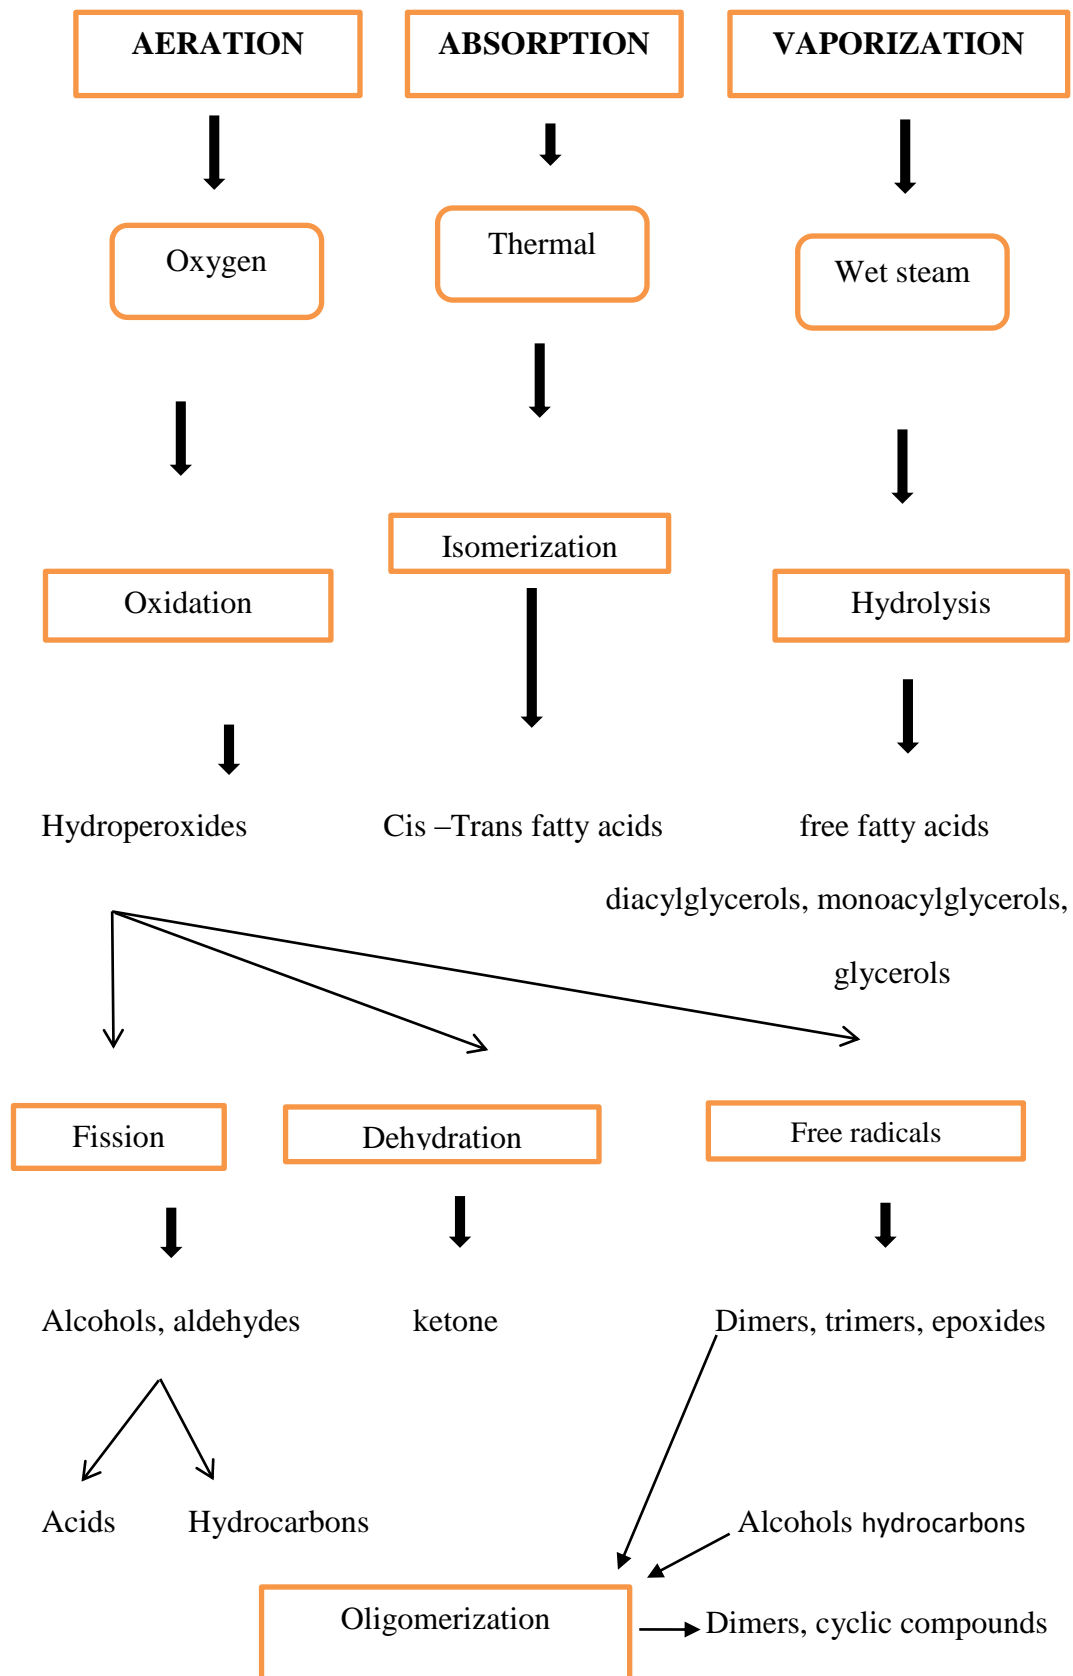 AERATION
ABSORPTION
VAPORIZATION
Oxygen
Thermal
Wet steam
Isomerization
Oxidation
Hydrolysis
Hydroperoxides
Cis –Trans fatty acids
free fatty acids
diacylglycerols, monoacylglycerols,
glycerols
Fission
Dehydration
Free radicals
Alcohols, aldehydes
ketone
Dimers, trimers, epoxides
Acids
Hydrocarbons
Alcohols hydrocarbons
Oligomerization
Dimers, cyclic compounds